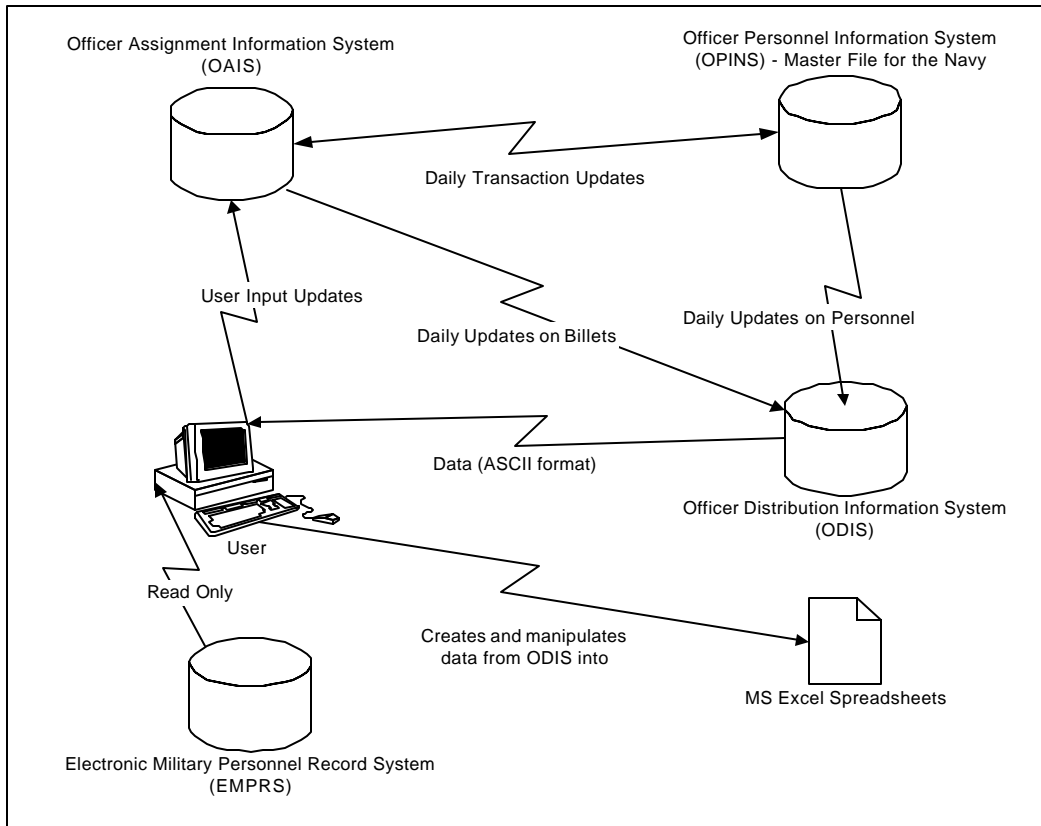 Officer Assignment Information System
(OAIS)
Officer Personnel Information System
(OPINS) - Master File for the Navy
Daily Transaction Updates
User Input Updates
Daily Updates on Billets
Daily Updates on Personnel
Data (ASCII format)
Officer Distribution Information System
(ODIS)
User
Read Only
Creates and manipulates
data from ODIS into
MS Excel Spreadsheets
Electronic Military Personnel Record System
(EMPRS)